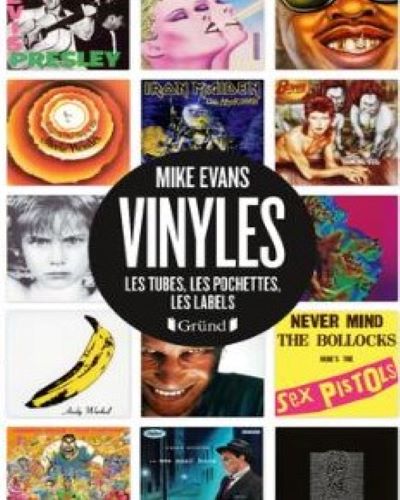 PRESLEY
IRON MAIDEN
MIKE EVANS
VINYLES
LES TUBES, LES POCHETTES,
LES LABELS
Gründ
NEVER MIND
THE BOLLOCKS
HERE'S THE
Sex PISTOLS
Andy Warhol